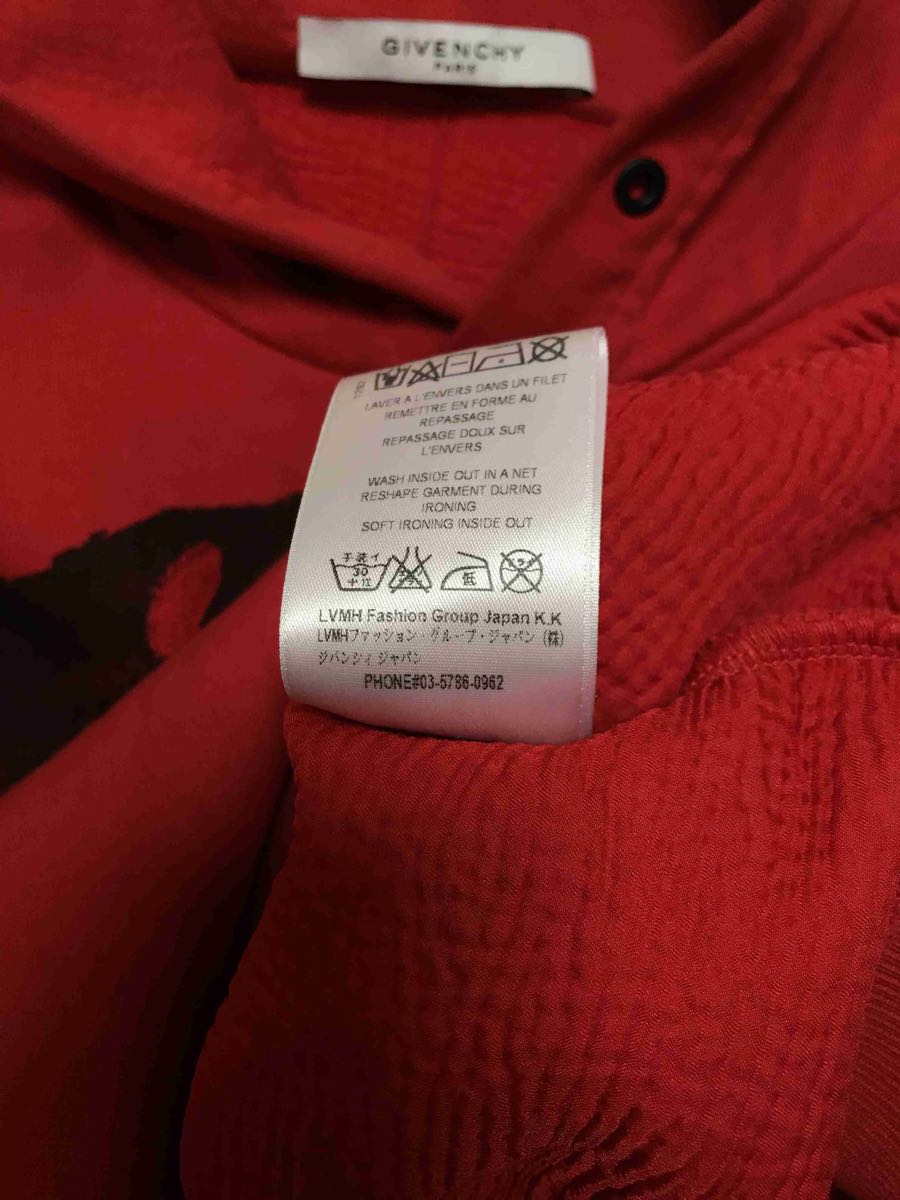 GIVENCHY
PARIS
LAVER A L'ENVERS DANS UN FILET
REMETTRE EN FORME AU
REPASSAGE
REPASSAGE DOUX SUR
L'ENVERS
WASH INSIDE OUT IN A NET
RESHAPE GARMENT DURING
IRONING
SOFT IRONING INSIDE OUT
手洗イ
30
中性
低
LVMH Fashion Group Japan K.K
LVMHファッション・グループ・ジャパン (株)
ジバンシィ ジャパン
PHONE#03-5786-0962